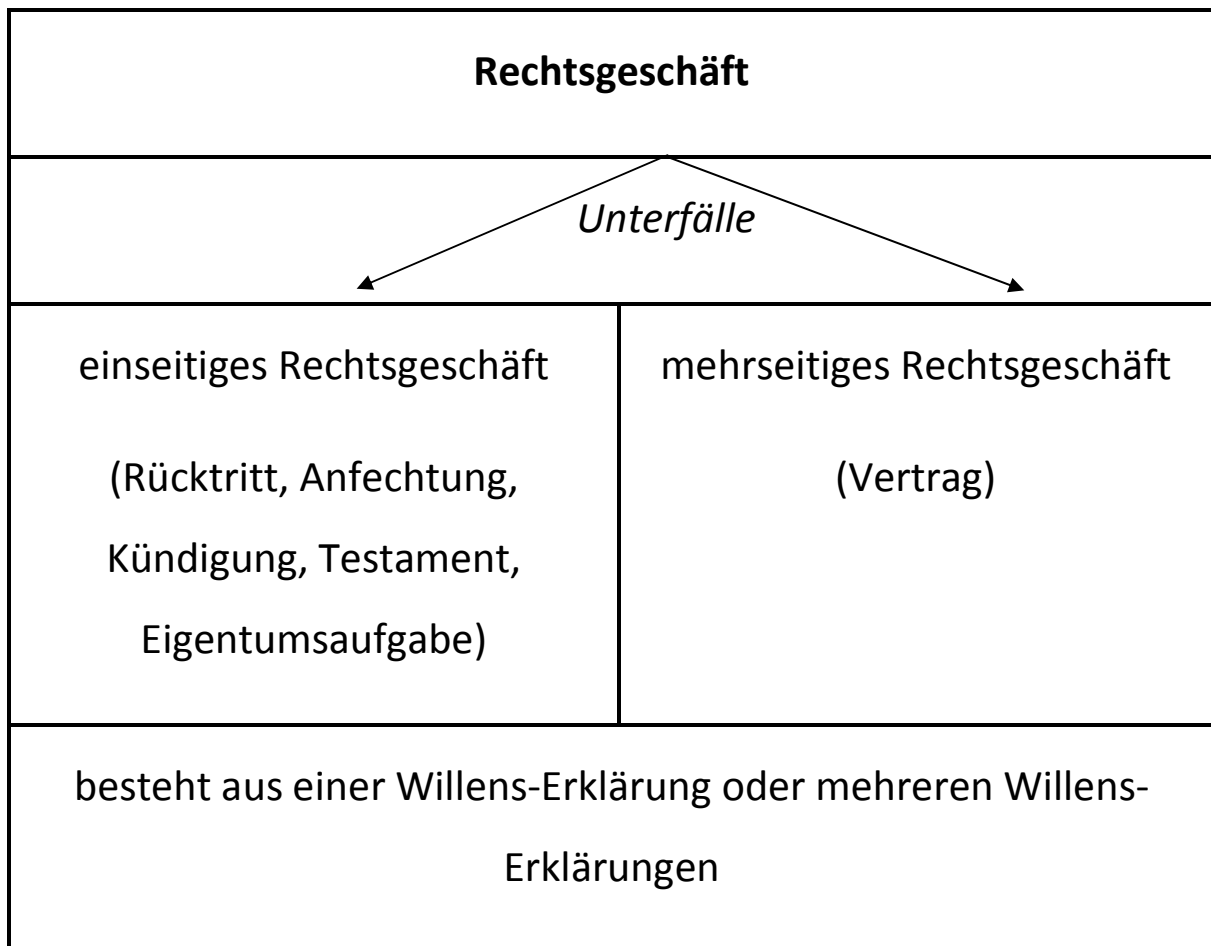 Rechtsgeschäft
Unterfälle
einseitiges Rechtsgeschäft
(Rücktritt, Anfechtung,
Kündigung, Testament,
Eigentumsaufgabe)
mehrseitiges Rechtsgeschäft
(Vertrag)
besteht aus einer Willens-Erklärung oder mehreren Willens-
Erklärungen